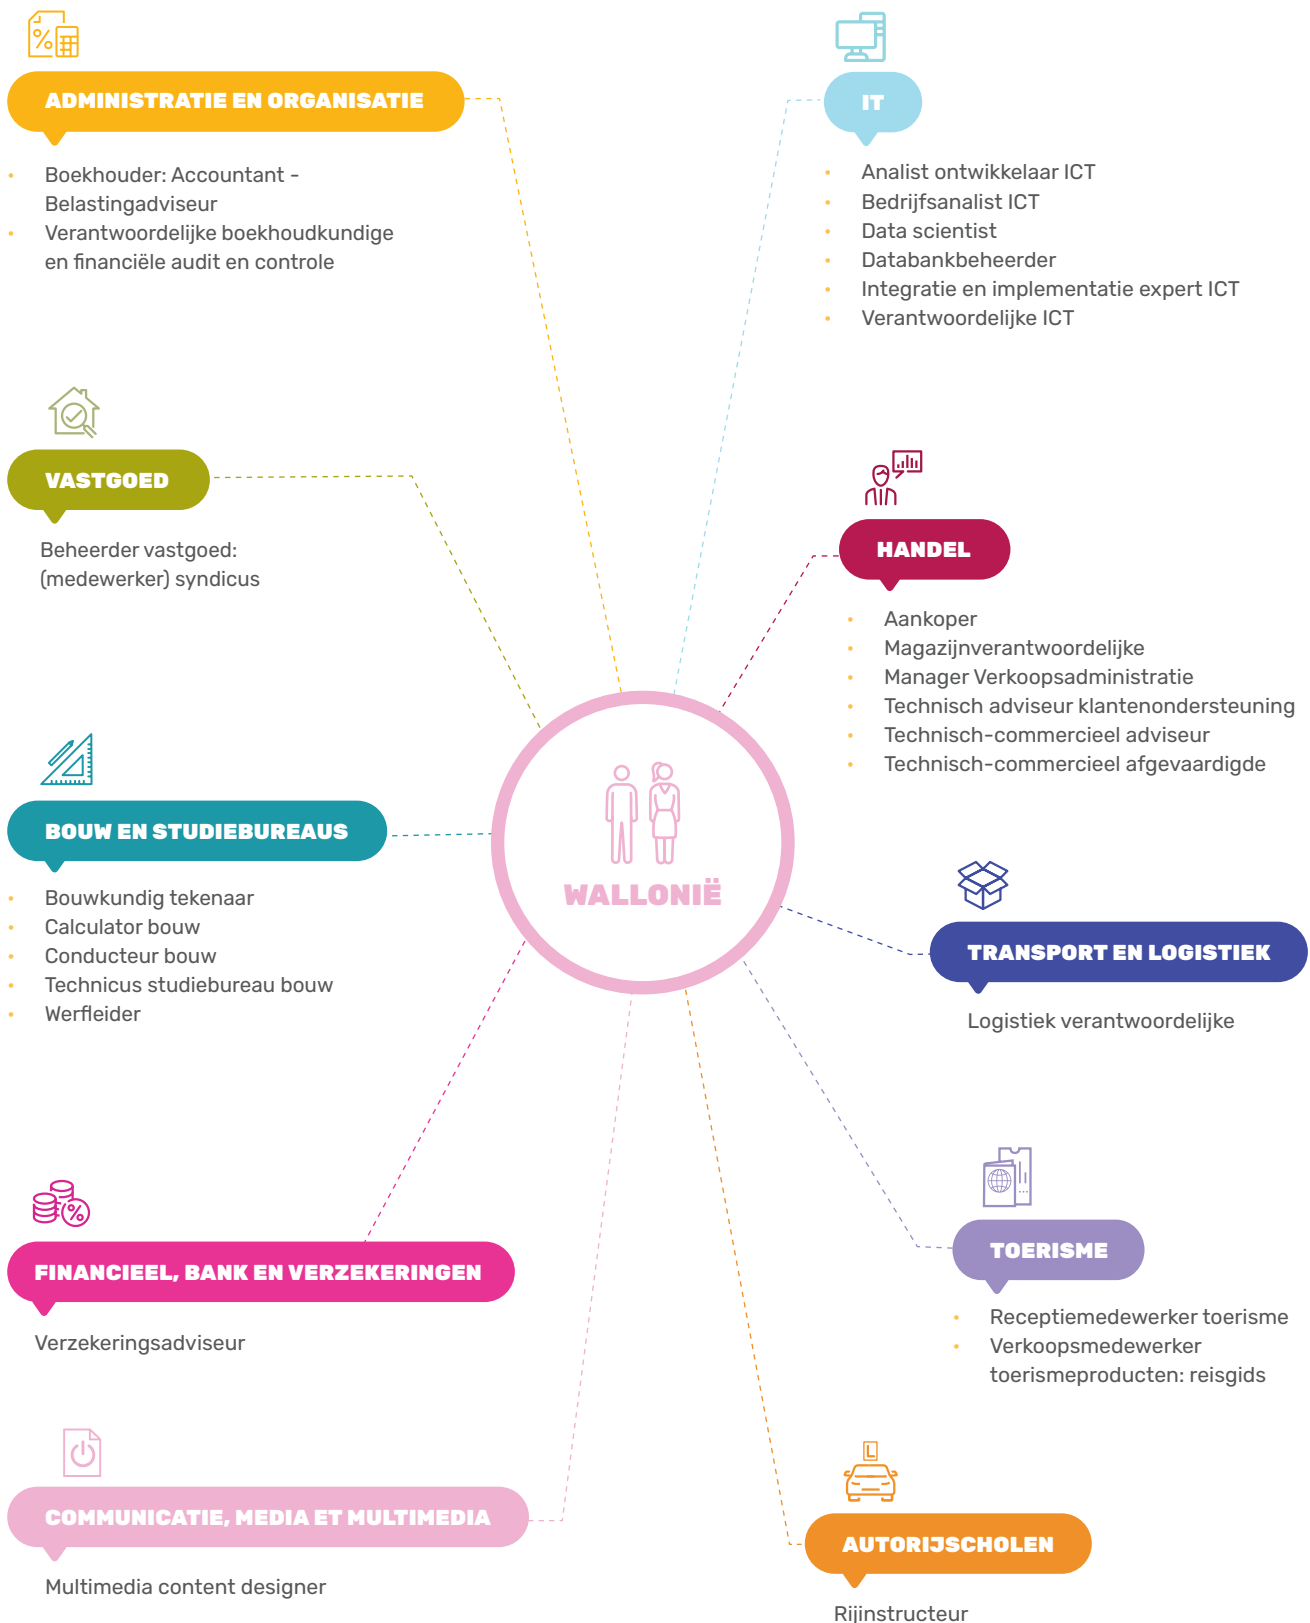 ADMINISTRATIE EN ORGANISATIE
• Boekhouder: Accountant -
Belastingadviseur
• Verantwoordelijke boekhoudkundige
en financiële audit en controle
VASTGOED
Beheerder vastgoed:
(medewerker) syndicus
BOUW EN STUDIEBUREAUS
• Bouwkundig tekenaar
• Calculator bouw
• Conducteur bouw
• Technicus studiebureau bouw
• Werfleider
FINANCIEEL, BANK EN VERZEKERINGEN
Verzekeringsadviseur
COMMUNICATIE, MEDIA ET MULTIMEDIA
Multimedia content designer
WALLONIË
IT
• Analist ontwikkelaar ICT
• Bedrijfsanalist ICT
• Data scientist
• Databankbeheerder
• Integratie en implementatie expert ICT
• Verantwoordelijke ICT
HANDEL
• Aankoper
• Magazijnverantwoordelijke
• Manager Verkoopsadministratie
• Technisch adviseur klantenondersteuning
• Technisch-commercieel adviseur
• Technisch-commercieel afgevaardigde
TRANSPORT EN LOGISTIEK
Logistiek verantwoordelijke
TOERISME
• Receptiemedewerker toerisme
• Verkoopsmedewerker
toerismeproducten: reisgids
L
AUTORIJSCHOLEN
Rijinstructeur